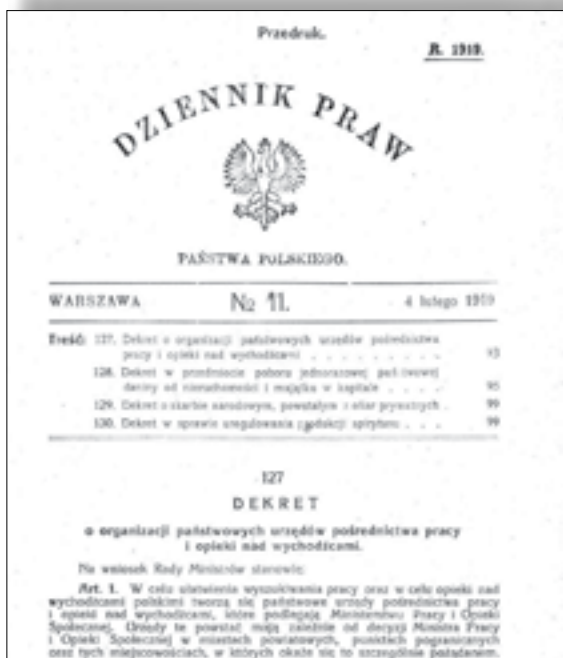 Przedruk.
R. 1919.
DZIENNIK PRAW
PAŃSTWA POLSKIEGO.
WARSZAWA № 11. 4 lutego 1919
Treść: 127. Dekret o organizacji państwowych urzędów pośrednictwa
pracy i opieki nad wychodźcami . . . . . . . . . 93
128. Dekret w przedmiocie poboru jednorazowej państwowej
daniny od nieruchomości i majątku w kapitale . . . . 95
129. Dekret o skarbie narodowym, powstałym z ofiar prywatnych . 99
130. Dekret w sprawie uregulowania produkcji spirytusu . . . 99
127
DEKRET
o organizacji państwowych urzędów pośrednictwa pracy
i opieki nad wychodźcami.
Na wniosek Rady Ministrów stanowię:
Art. 1. W celu ułatwienia wyszukiwania pracy oraz w celu opieki nad
wychodźcami polskimi tworzą się państwowe urzędy pośrednictwa pracy
i opieki nad wychodźcami, które podlegają Ministerstwu Pracy i Opieki
Społecznej. Urzędy te powstać mają zależnie od decyzji Ministra Pracy
i Opieki Społecznej w miastach powiatowych, punktach pogranicznych
oraz tych miejscowościach, w których okaże się to szczególnie pożądanem.